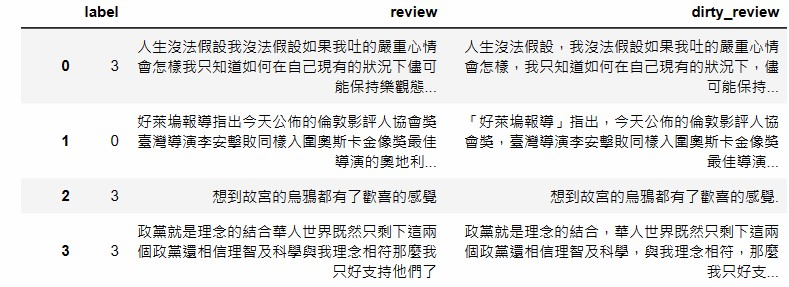 label review dirty_review
0 3 人生沒法假設我沒法假設如果我吐的嚴重心情 人生沒法假設，我沒法假設如果我吐的嚴重心情
會怎樣我只知道如何在自己現有的狀況下儘可 會怎樣，我只知道如何在自己現有的狀況下，儘
能保持樂觀態... 可能保持...
1 0 好萊塢報導指出今天公佈的倫敦影評人協會獎 「好萊塢報導」指出，今天公佈的倫敦影評人協
臺灣導演李安擊敗同樣入圍奧斯卡金像獎最佳 會獎，臺灣導演李安擊敗同樣入圍奧斯卡金像獎
導演的奧地利... 最佳導演...
2 3 想到故宮的烏鴉都有了歡喜的感覺 想到故宮的烏鴉都有了歡喜的感覺.
3 3 政黨就是理念的結合華人世界既然只剩下這兩 政黨就是理念的結合，華人世界既然只剩下這兩
個政黨還相信理智及科學與我理念相符那麼我 個政黨還相信理智及科學，與我理念相符，那麼
只好支持他們了 我只好支...